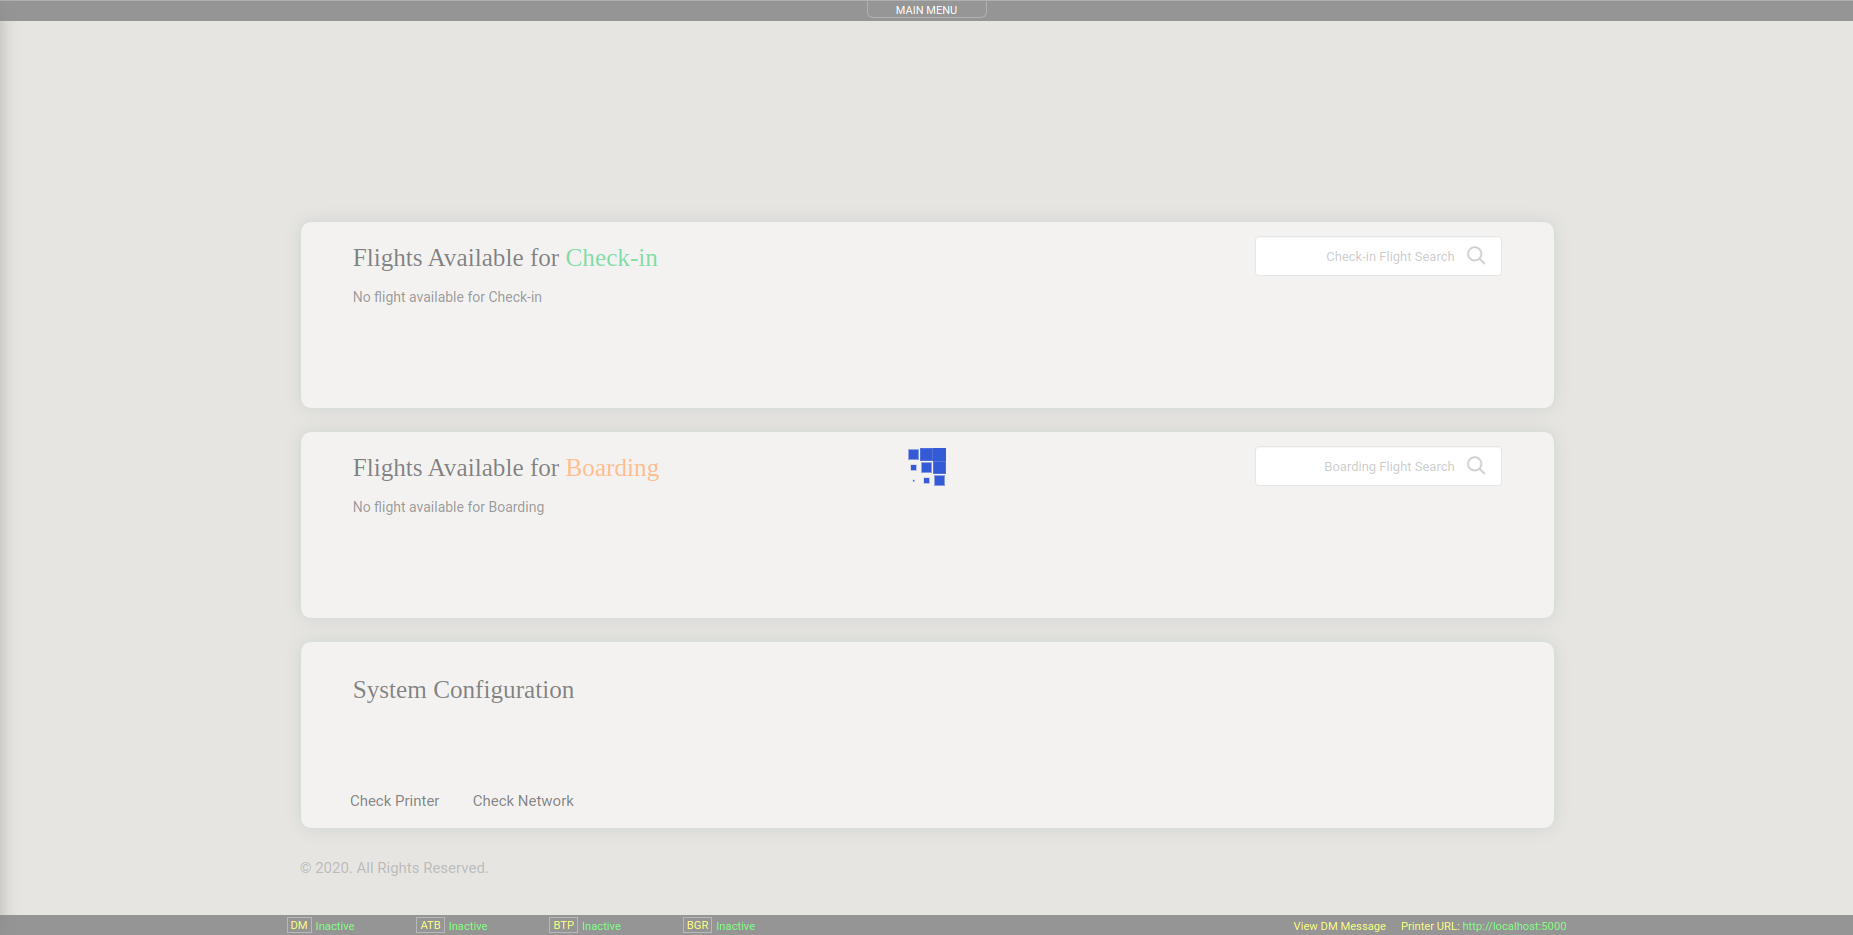 MAIN MENU
Flights Available for Check-in
Check-in Flight Search
No flight available for Check-in
Flights Available for Boarding
Boarding Flight Search
No flight available for Boarding
System Configuration
Check Printer Check Network
© 2020. All Rights Reserved.
DM Inactive ATB Inactive BTP Inactive BGR Inactive View DM Message Printer URL: http://localhost:5000